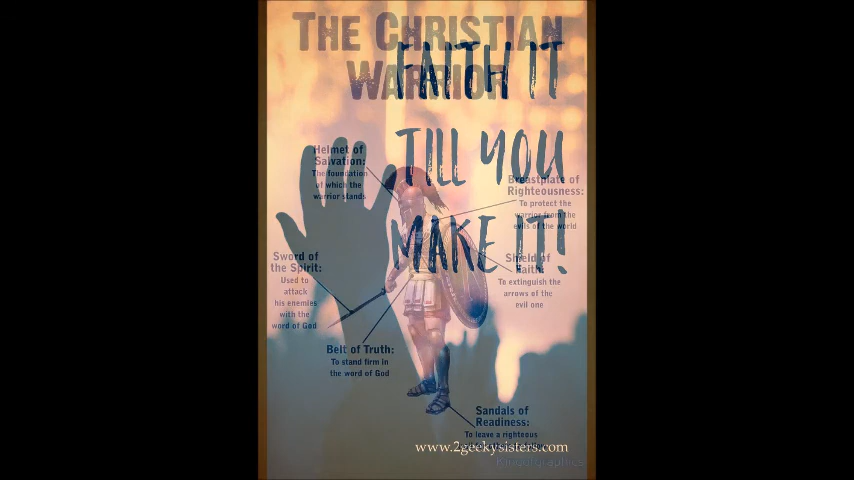 THE CHRISTIAN
WARRIOR
FAITH IT
TILL YOU
MAKE IT!
Helmet of
Salvation:
The foundation
of which the
warrior stands
Breastplate of
Righteousness:
To protect the
warrior from the
evils of the world
Sword of
the Spirit:
Used to
attack
his enemies
with the
word of God
Shield of
Faith:
To extinguish the
arrows of the
evil one
Belt of Truth:
To stand firm in
the word of God
Sandals of
Readiness:
To leave a righteous
www.2geekysisters.com